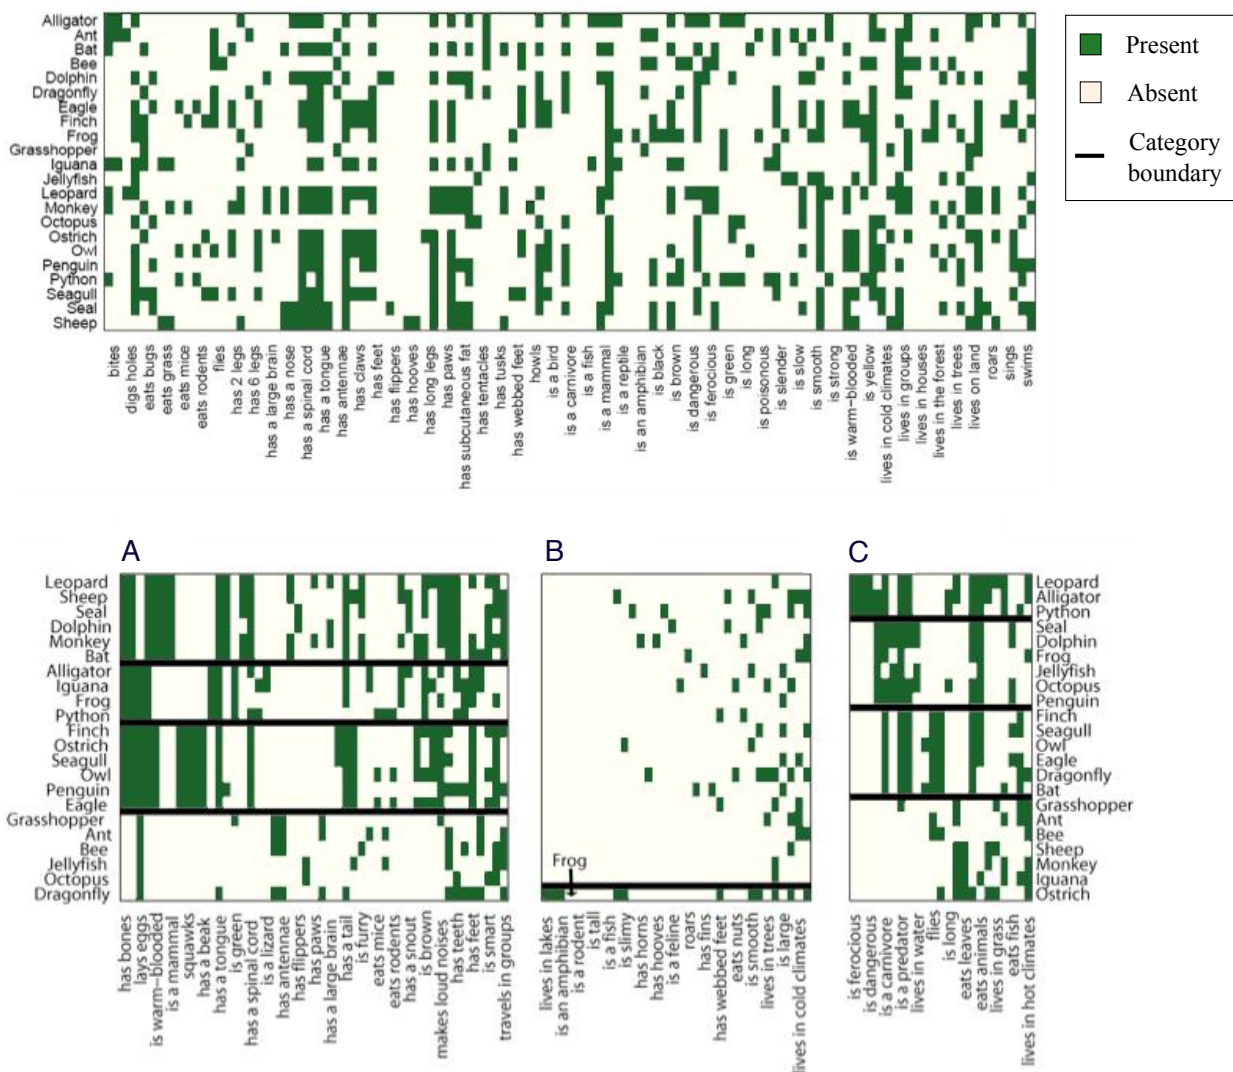 Alligator
Ant
Bat
Bee
Dolphin
Dragonfly
Eagle
Finch
Frog
Grasshopper
Iguana
Jellyfish
Leopard
Monkey
Octopus
Ostrich
Owl
Penguin
Python
Seagull
Seal
Sheep
Present
Absent
Category
boundary
bites
digs holes
eats bugs
eats grass
eats mice
eats rodents
flies
has 2 legs
has 6 legs
has a large brain
has a nose
has a spinal cord
has a tongue
has antennae
has claws
has feet
has flippers
has hooves
has long legs
has paws
has subcutaneous fat
has tentacles
has tusks
has webbed feet
howls
is a bird
is a carnivore
is a fish
is a mammal
is a reptile
is an amphibian
is black
is brown
is dangerous
is ferocious
is green
is long
is poisonous
is slender
is slow
is smooth
is strong
is warm-blooded
is yellow
lives in cold climates
lives in groups
lives in houses
lives in the forest
lives in trees
lives on land
roars
sings
swims
A
Leopard
Sheep
Seal
Dolphin
Monkey
Bat
Alligator
Iguana
Frog
Python
Finch
Ostrich
Seagull
Owl
Penguin
Eagle
Grasshopper
Ant
Bee
Jellyfish
Octopus
Dragonfly
has bones
lays eggs
is warm-blooded
is a mammal
squawks
has a beak
has a tongue
is green
has a spinal cord
is a lizard
has antennae
has flippers
has paws
has a large brain
has a tail
is furry
eats mice
eats rodents
has a snout
is brown
makes loud noises
has teeth
has feet
is smart
travels in groups
B
Frog
lives in lakes
is an amphibian
is a rodent
is tall
is a fish
is slimy
has horns
has hooves
is a feline
roars
has fins
has webbed feet
eats nuts
is smooth
lives in trees
is large
lives in cold climates
C
Leopard
Alligator
Python
Seal
Dolphin
Frog
Jellyfish
Octopus
Penguin
Finch
Seagull
Owl
Eagle
Dragonfly
Bat
Grasshopper
Ant
Bee
Sheep
Monkey
Iguana
Ostrich
is ferocious
is dangerous
is a carnivore
is a predator
lives in water
flies
is long
eats leaves
eats animals
lives in grass
eats fish
lives in hot climates